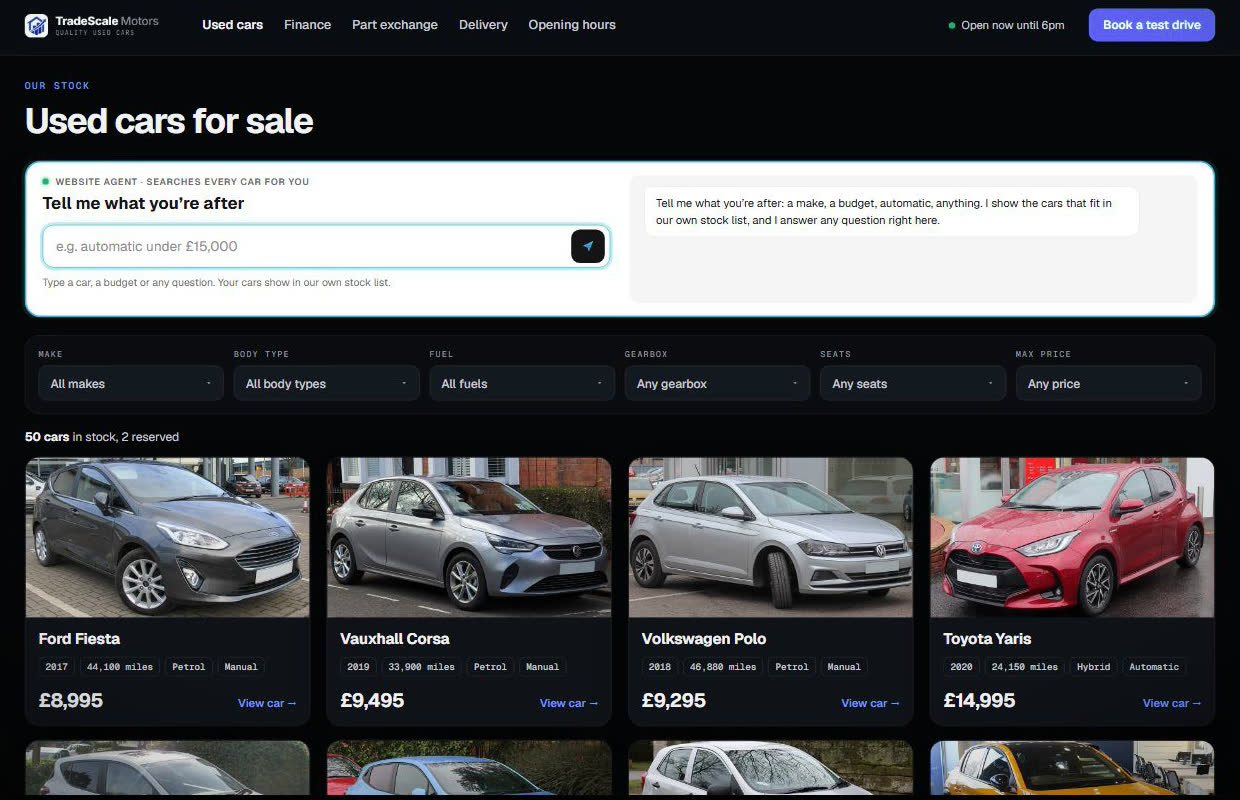 TradeScale Motors
QUALITY USED CARS
Used cars
Finance
Part exchange
Delivery
Opening hours
Open now until 6pm
Book a test drive
OUR STOCK
Used cars for sale
WEBSITE AGENT · SEARCHES EVERY CAR FOR YOU
Tell me what you’re after
e.g. automatic under £15,000
Type a car, a budget or any question. Your cars show in our own stock list.
Tell me what you’re after: a make, a budget, automatic, anything. I show the cars that fit in
our own stock list, and I answer any question right here.
MAKE
BODY TYPE
FUEL
GEARBOX
SEATS
MAX PRICE
All makes
All body types
All fuels
Any gearbox
Any seats
Any price
50 cars in stock, 2 reserved
Ford Fiesta
2017
44,100 miles
Petrol
Manual
£8,995
View car →
Vauxhall Corsa
2019
33,900 miles
Petrol
Manual
£9,495
View car →
Volkswagen Polo
2018
46,880 miles
Petrol
Manual
£9,295
View car →
Toyota Yaris
2020
24,150 miles
Hybrid
Automatic
£14,995
View car →